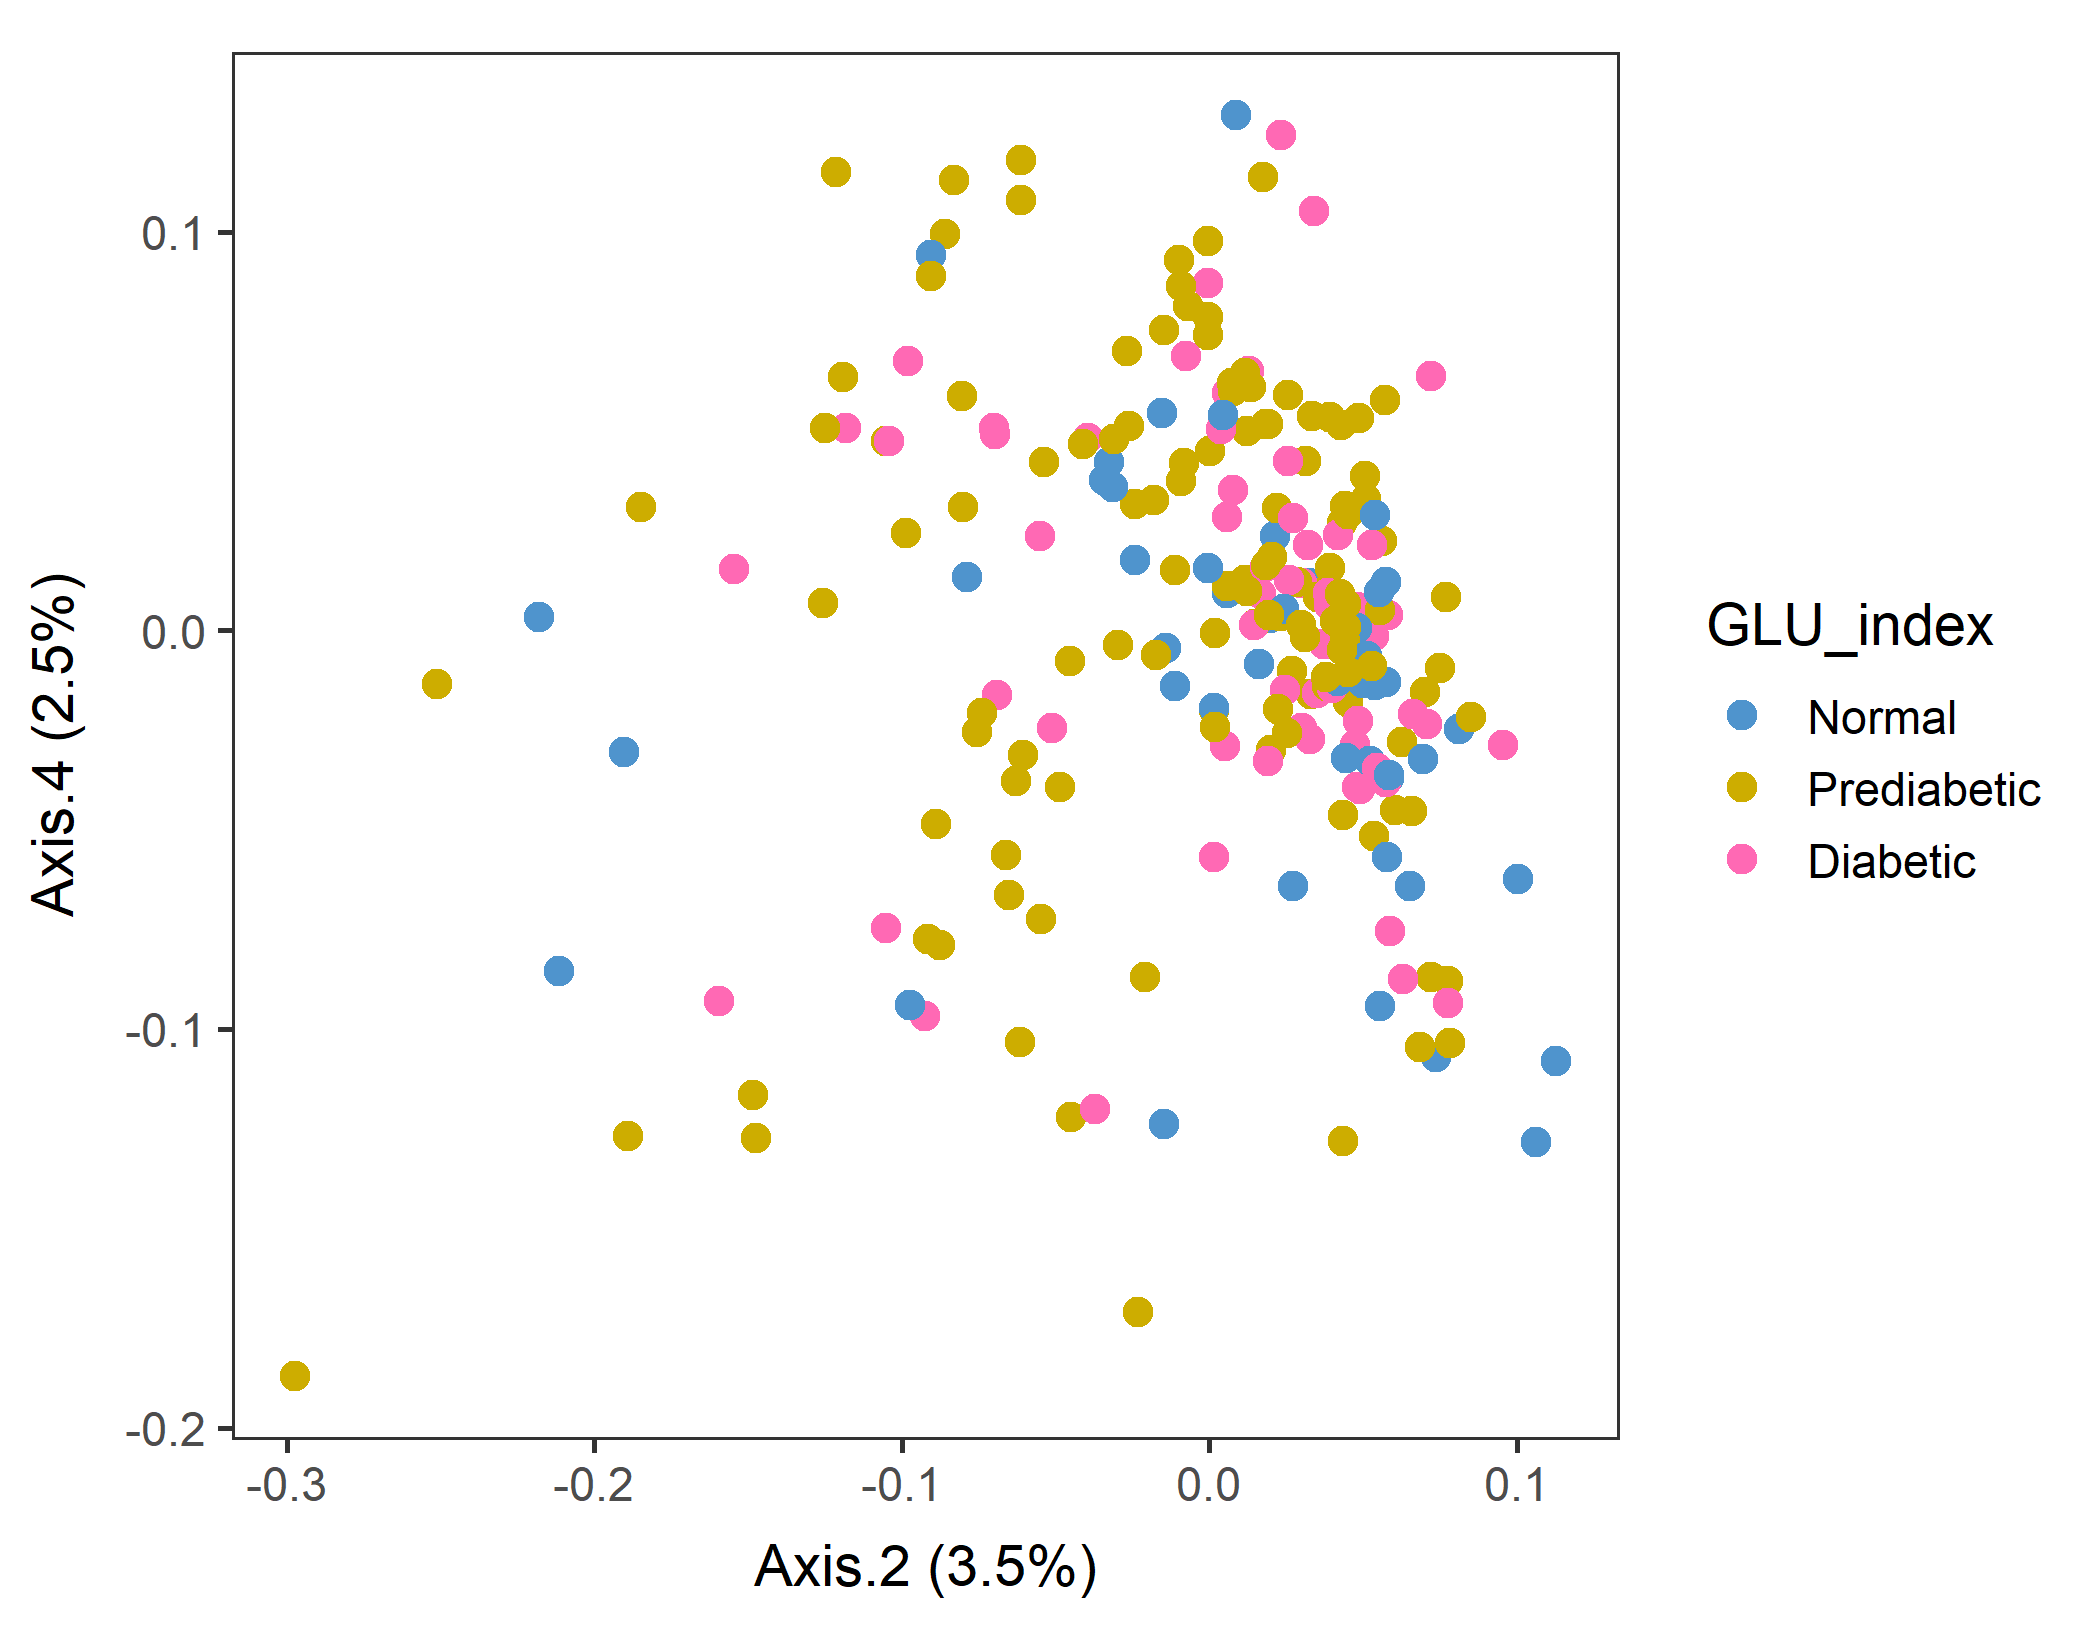 Axis.4 (2.5%)
0.1
0.0
-0.1
-0.2
-0.3
-0.2
-0.1
0.0
0.1
Axis.2 (3.5%)
GLU_index
Normal
Prediabetic
Diabetic